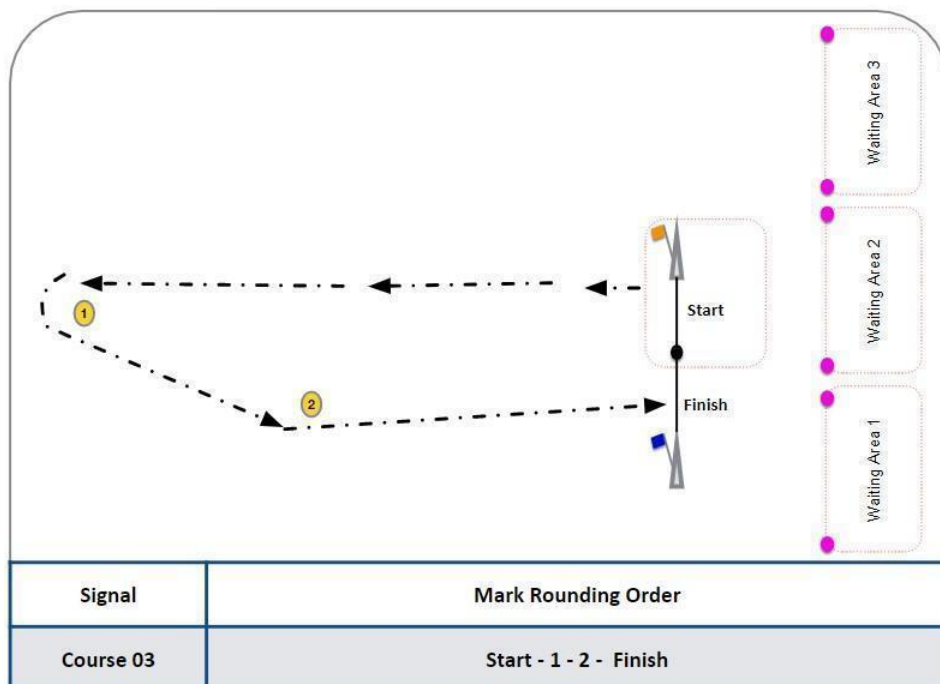 Waiting Area 3
Waiting Area 2
Waiting Area 1
1
Start
2
Finish
Signal
Mark Rounding Order
Course 03
Start - 1 - 2 - Finish